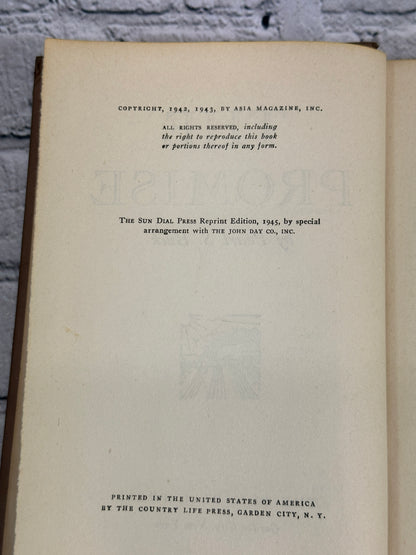 COPYRIGHT, 1942, 1943, BY ASIA MAGAZINE, INC.
ALL RIGHTS RESERVED, including
the right to reproduce this book
or portions thereof in any form.
PROMISE
THE SUN DIAL PRESS Reprint Edition, 1945, by special
arrangement with THE JOHN DAY CO., INC.
PRINTED IN THE UNITED STATES OF AMERICA
BY THE COUNTRY LIFE PRESS, GARDEN CITY, N. Y.